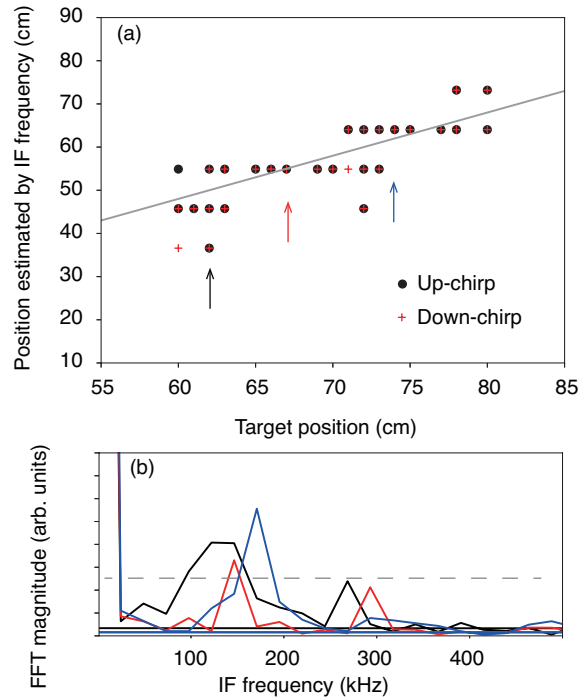 Position estimated by IF frequency (cm)
90
80
70
60
50
40
30
20
10
(a)
Up-chirp
Down-chirp
55 60 65 70 75 80 85
Target position (cm)
FFT magnitude (arb. units)
(b)
100 200 300 400
IF frequency (kHz)